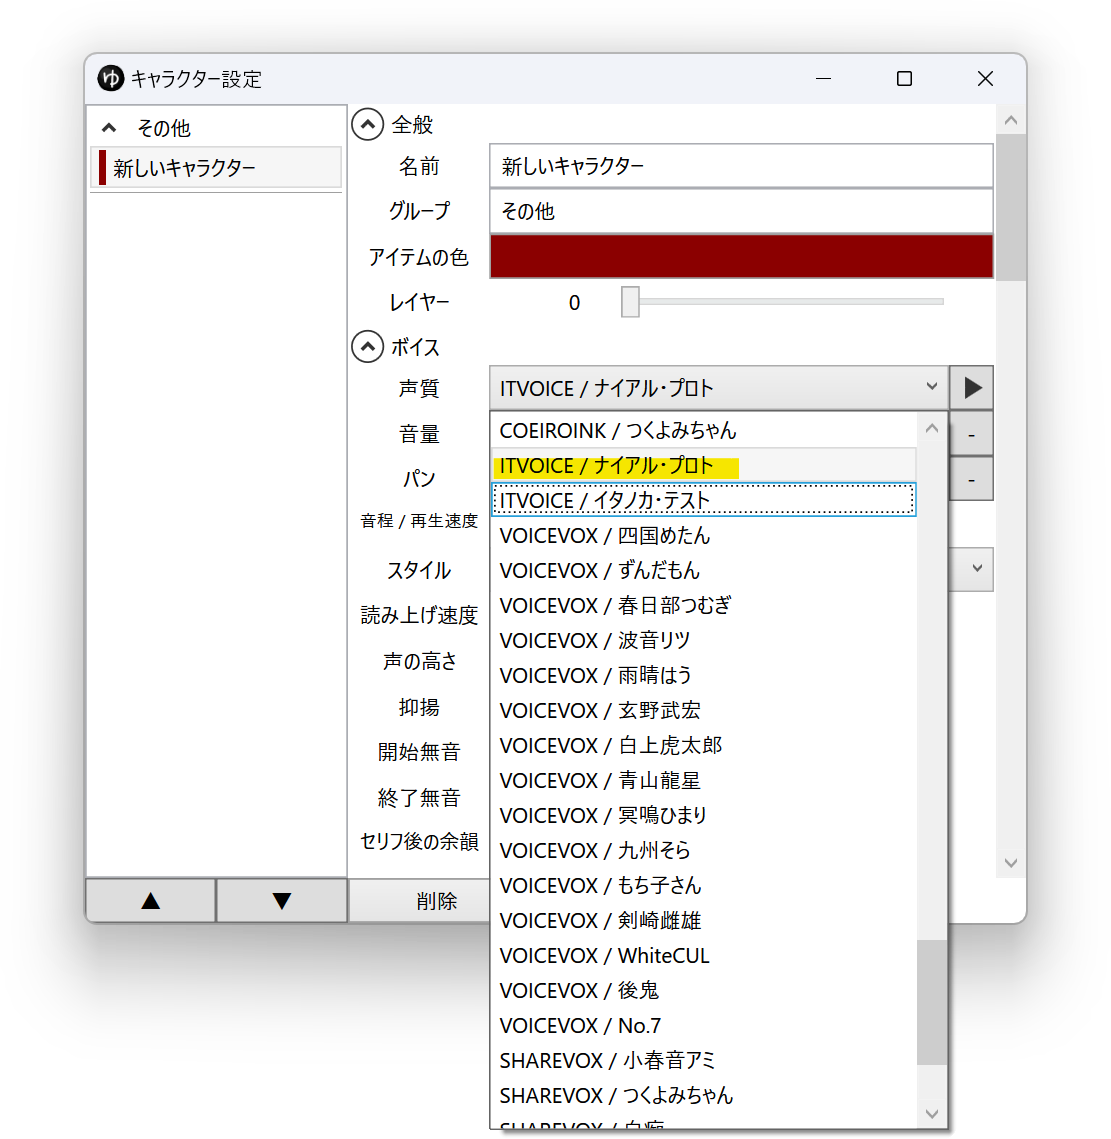 ゆ キャラクター設定
その他
新しいキャラクター
全般
名前 新しいキャラクター
グループ その他
アイテムの色
レイヤー 0
ボイス
声質 ITVOICE / ナイアル・プロト
音量 -
パン -
音程 / 再生速度
スタイル
読み上げ速度
声の高さ
抑揚
開始無音
終了無音
セリフ後の余韻
COEIROINK / つくよみちゃん
ITVOICE / ナイアル・プロト
ITVOICE / イタノカ・テスト
VOICEVOX / 四国めたん
VOICEVOX / ずんだもん
VOICEVOX / 春日部つむぎ
VOICEVOX / 波音リツ
VOICEVOX / 雨晴はう
VOICEVOX / 玄野武宏
VOICEVOX / 白上虎太郎
VOICEVOX / 青山龍星
VOICEVOX / 冥鳴ひまり
VOICEVOX / 九州そら
VOICEVOX / もち子さん
VOICEVOX / 剣崎雌雄
VOICEVOX / WhiteCUL
VOICEVOX / 後鬼
VOICEVOX / No.7
SHAREVOX / 小春音アミ
SHAREVOX / つくよみちゃん
SHAREVOX / 白痴
▲ ▼ 削除